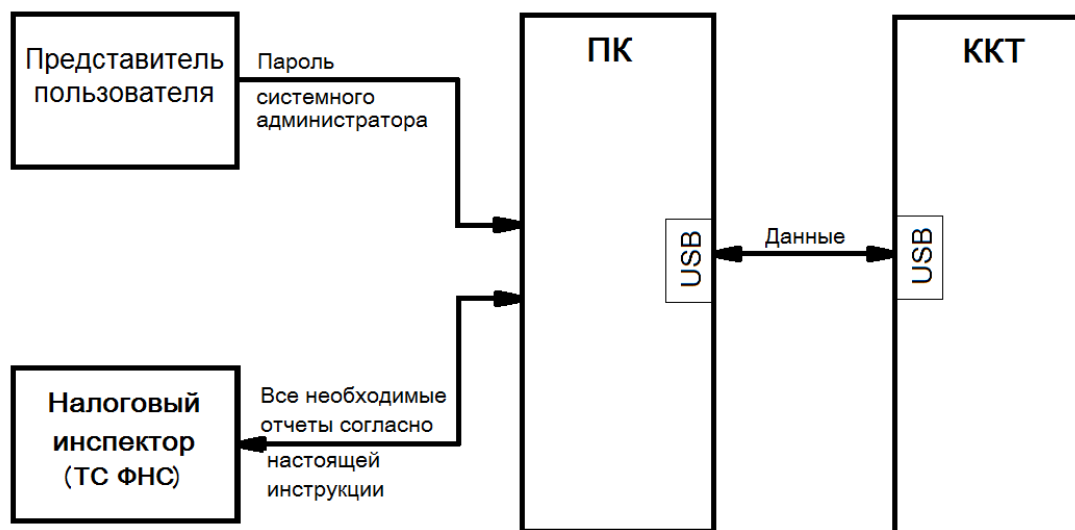 Представитель
пользователя
Пароль
системного
администратора
ПК
ККТ
USB
Данные
USB
Налоговый
инспектор
(ТС ФНС)
Все необходимые
отчеты согласно
настоящей
инструкции